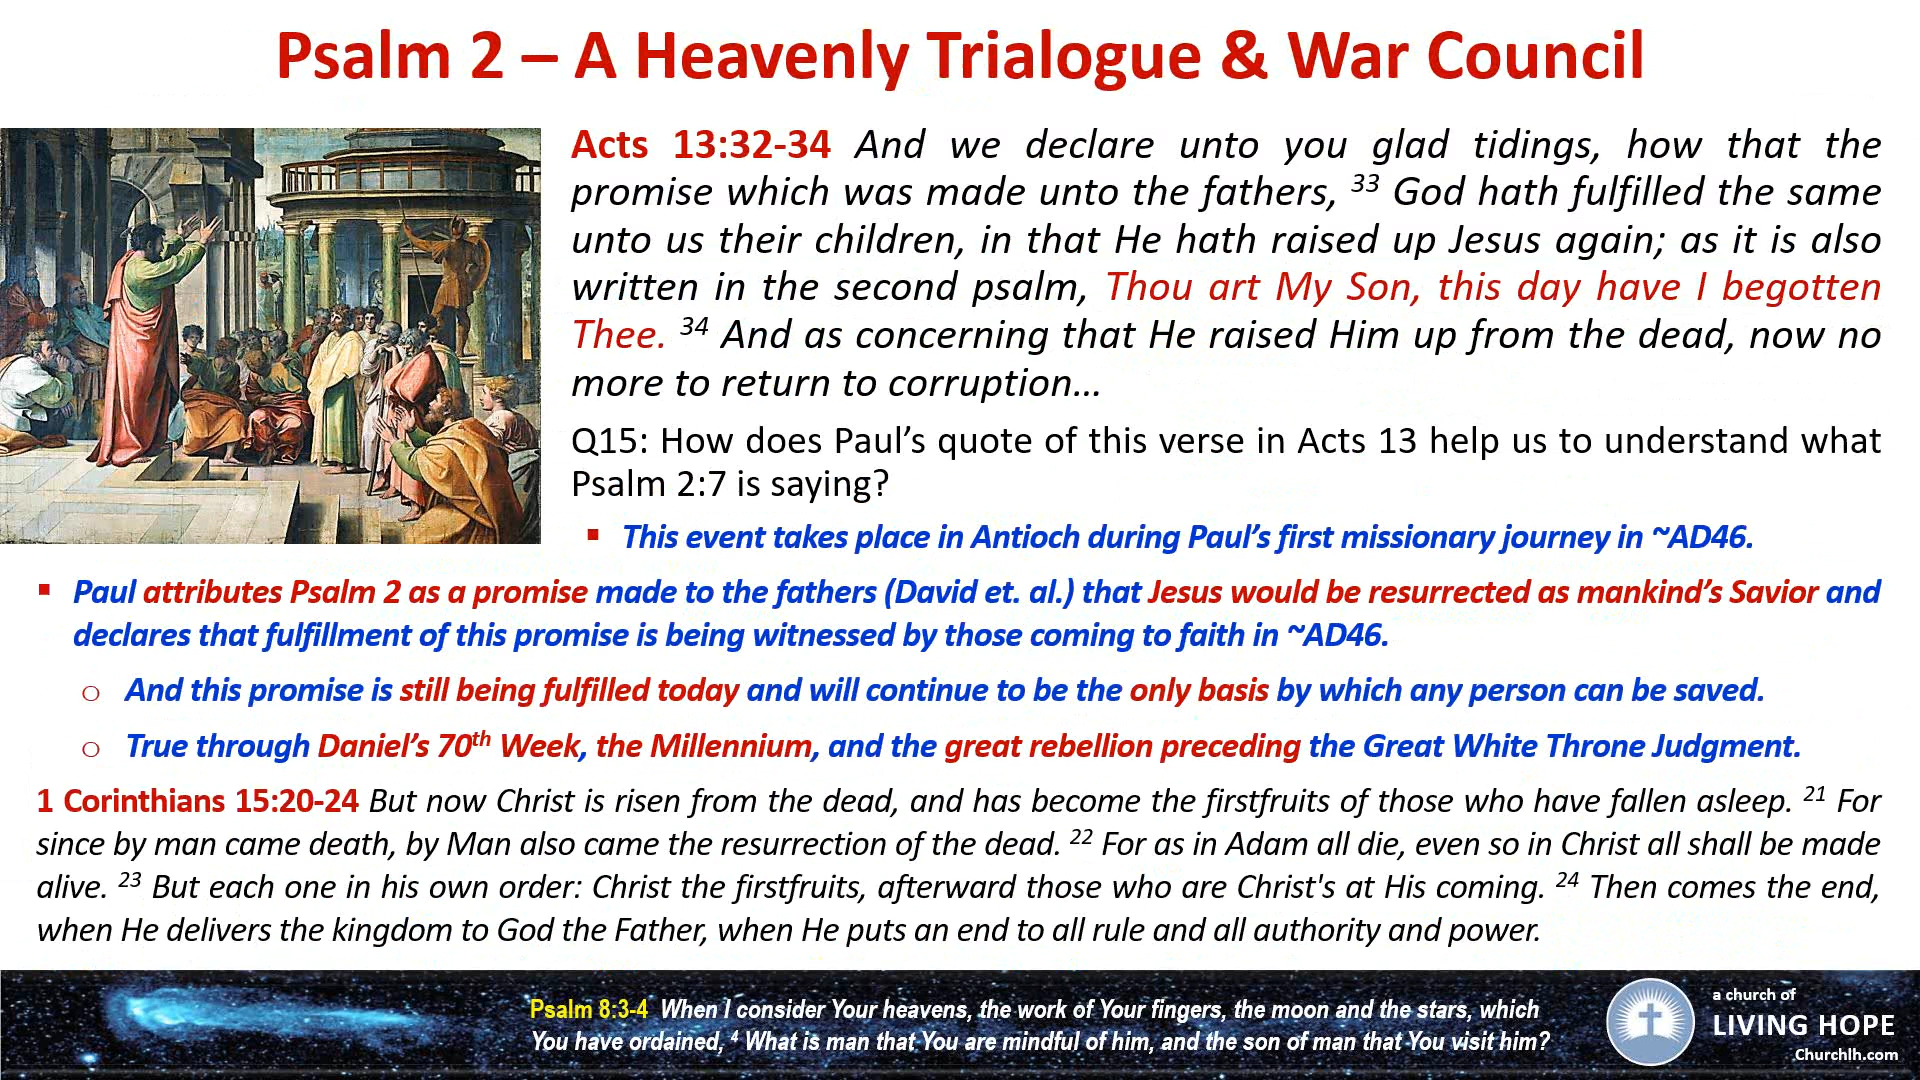 Psalm 2 – A Heavenly Trialogue & War Council
Acts 13:32-34 And we declare unto you glad tidings, how that the
promise which was made unto the fathers, 33 God hath fulfilled the same
unto us their children, in that He hath raised up Jesus again; as it is also
written in the second psalm, Thou art My Son, this day have I begotten
Thee. 34 And as concerning that He raised Him up from the dead, now no
more to return to corruption…
Q15: How does Paul’s quote of this verse in Acts 13 help us to understand what
Psalm 2:7 is saying?
▪ This event takes place in Antioch during Paul’s first missionary journey in ~AD46.
▪ Paul attributes Psalm 2 as a promise made to the fathers (David et. al.) that Jesus would be resurrected as mankind’s Savior and
declares that fulfillment of this promise is being witnessed by those coming to faith in ~AD46.
o And this promise is still being fulfilled today and will continue to be the only basis by which any person can be saved.
o True through Daniel’s 70th Week, the Millennium, and the great rebellion preceding the Great White Throne Judgment.
1 Corinthians 15:20-24 But now Christ is risen from the dead, and has become the firstfruits of those who have fallen asleep. 21 For
since by man came death, by Man also came the resurrection of the dead. 22 For as in Adam all die, even so in Christ all shall be made
alive. 23 But each one in his own order: Christ the firstfruits, afterward those who are Christ's at His coming. 24 Then comes the end,
when He delivers the kingdom to God the Father, when He puts an end to all rule and all authority and power.
Psalm 8:3-4 When I consider Your heavens, the work of Your fingers, the moon and the stars, which
You have ordained, 4 What is man that You are mindful of him, and the son of man that You visit him?
a church of
LIVING HOPE
Churchlh.com